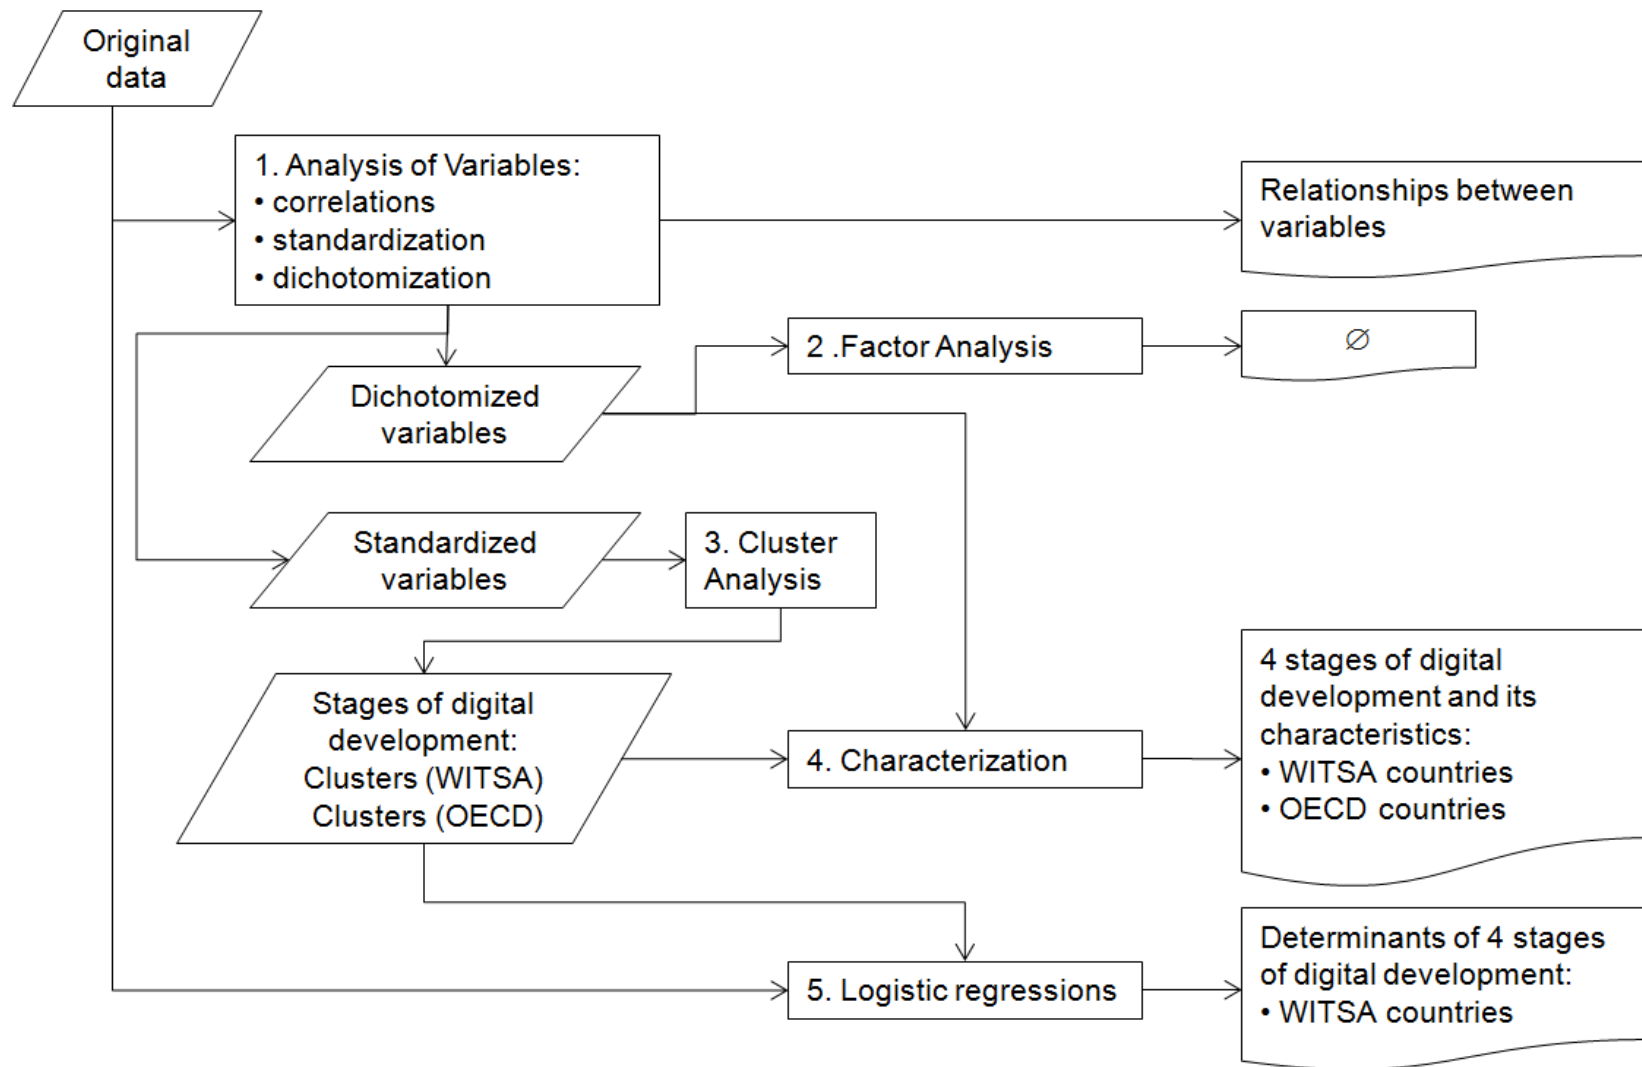 Original
data
1. Analysis of Variables:
• correlations
• standardization
• dichotomization
Relationships between
variables
2 .Factor Analysis
∅
Dichotomized
variables
Standardized
variables
3. Cluster
Analysis
Stages of digital
development:
Clusters (WITSA)
Clusters (OECD)
4. Characterization
4 stages of digital
development and its
characteristics:
• WITSA countries
• OECD countries
5. Logistic regressions
Determinants of 4 stages
of digital development:
• WITSA countries